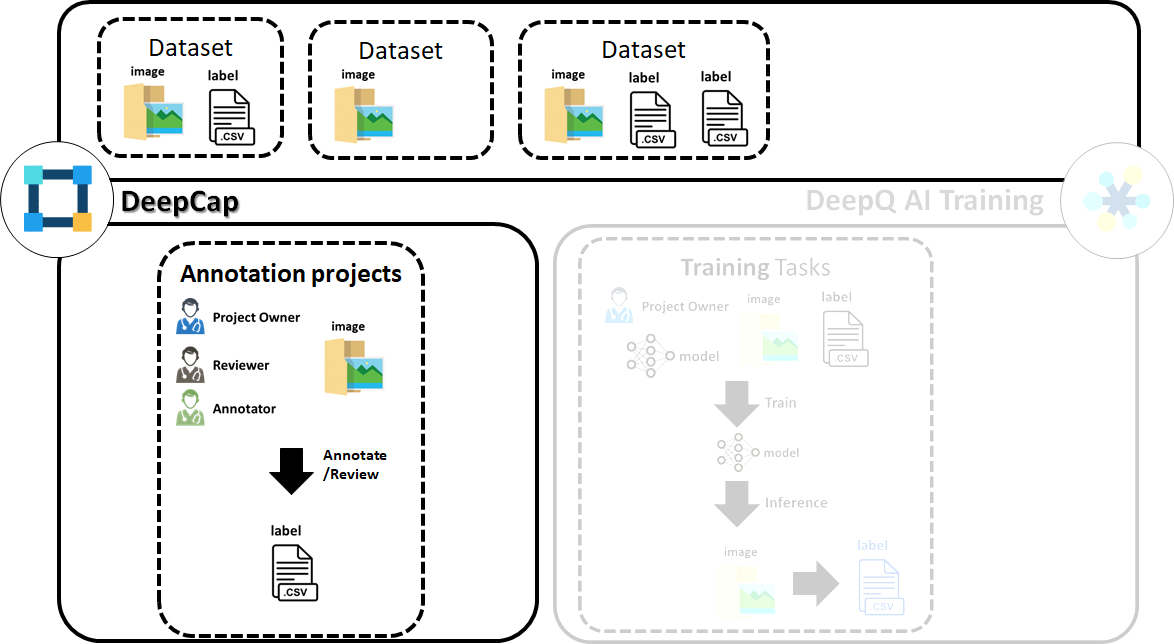 Dataset
image
label
.CSV
Dataset
image
Dataset
image
label
label
.CSV
.CSV
DeepCap
DeepQ AI Training
Annotation projects
Project Owner
Reviewer
Annotator
image
Annotate
/Review
label
.CSV
Training Tasks
Project Owner
image
label
.CSV
model
Train
model
Inference
image
label
.CSV